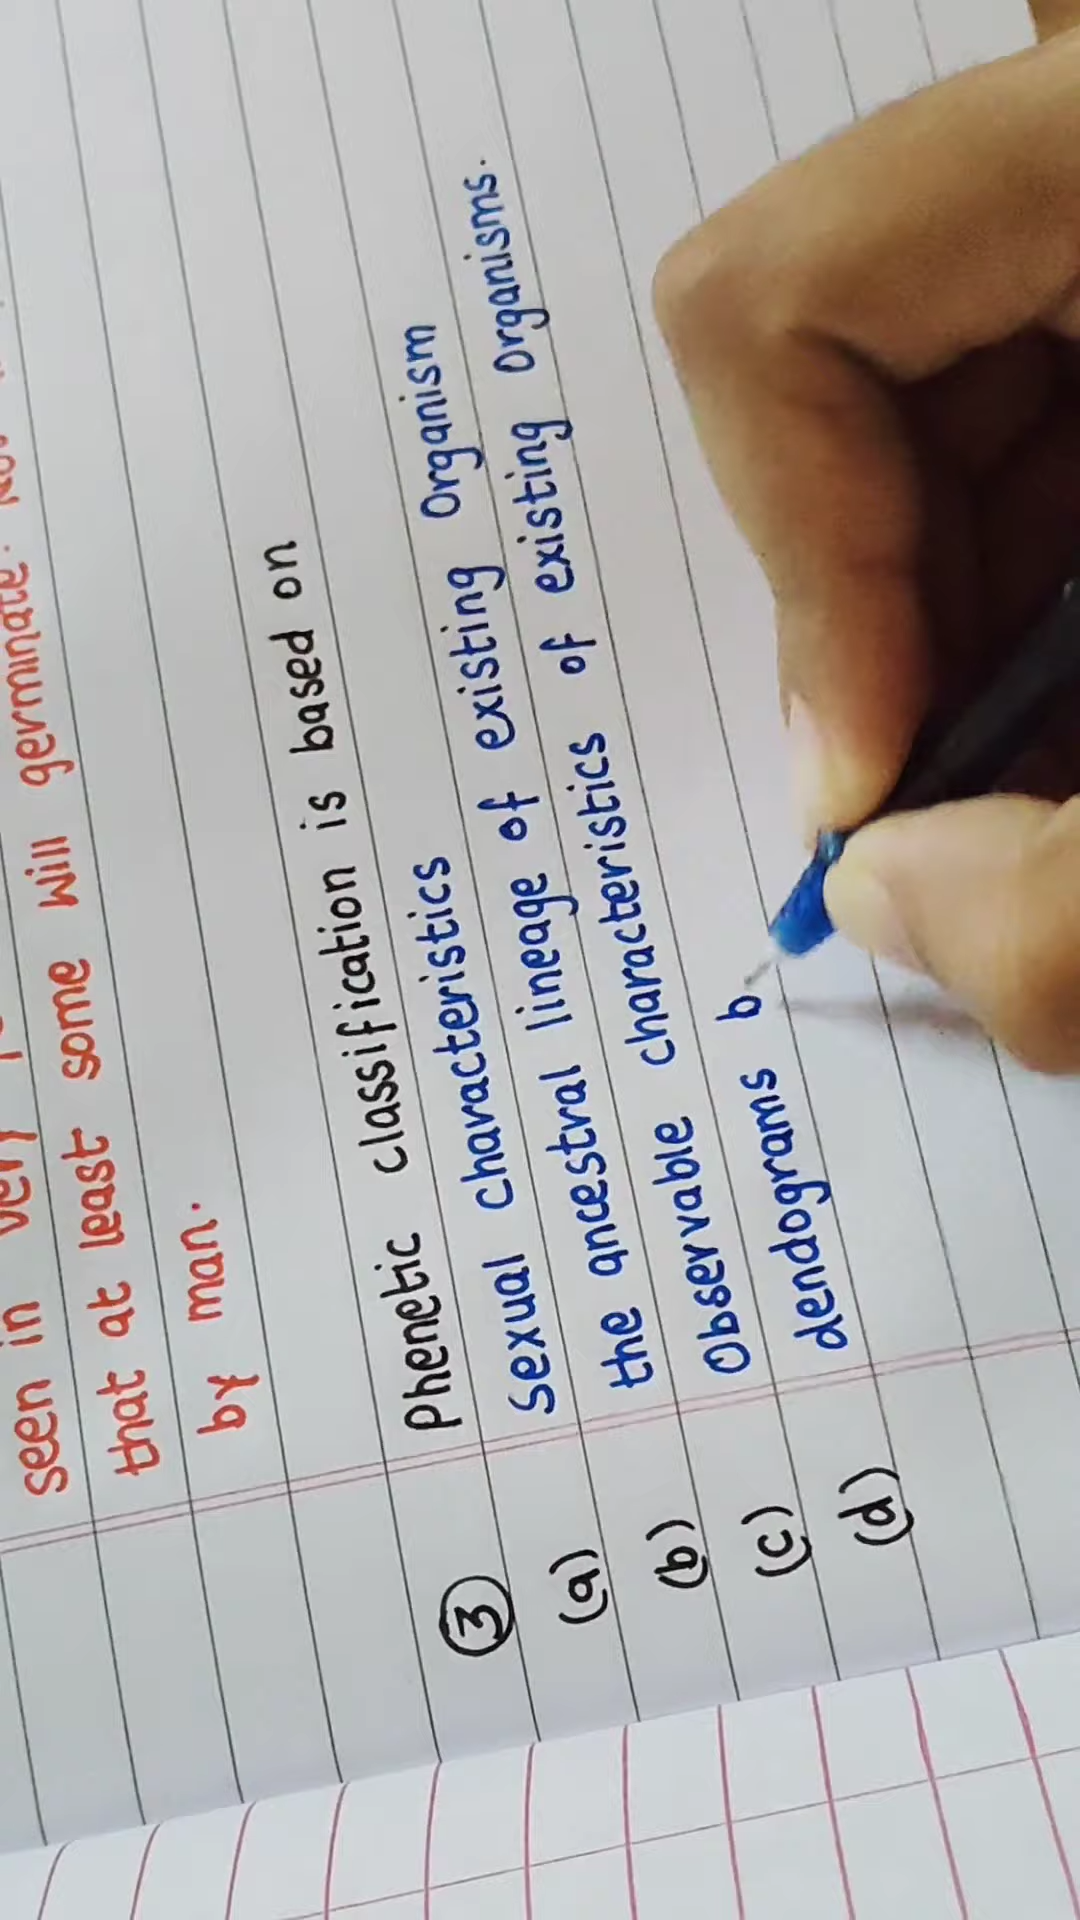 seen in very
that at least some will germinate.
by man.
③ Phenetic classification is based on
(a) Sexual characteristics Organism
(b) the ancestral lineage of existing Organisms.
(c) Observable characteristics of existing
(d) dendograms b